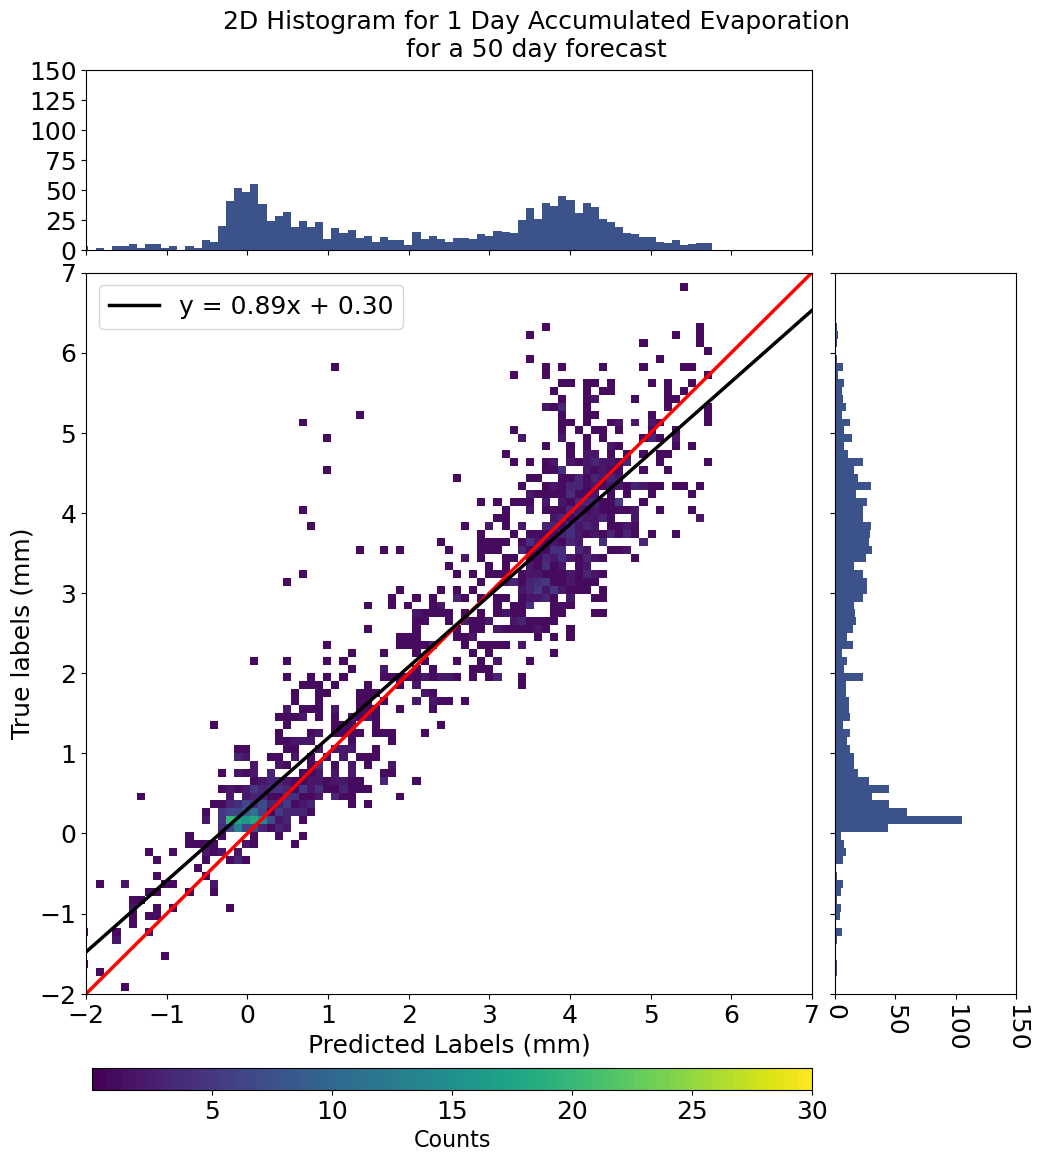 2D Histogram for 1 Day Accumulated Evaporation
for a 50 day forecast
150
125
100
75
50
25
0
7
6
5
4
3
2
1
0
−1
−2
True labels (mm)
y = 0.89x + 0.30
−2 −1 0 1 2 3 4 5 6 7
Predicted Labels (mm)
0 50 100 150
5 10 15 20 25 30
Counts